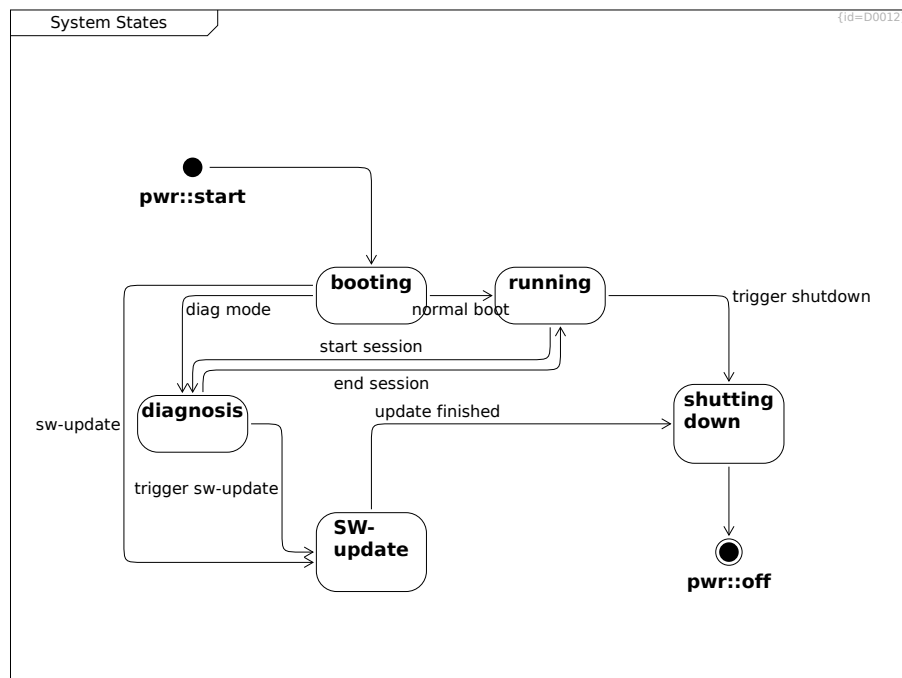 System States
{id=D0012
pwr::start
booting
running
diag mode
normal boot
trigger shutdown
start session
end session
diagnosis
shutting
down
update finished
sw-update
trigger sw-update
SW-
update
pwr::off